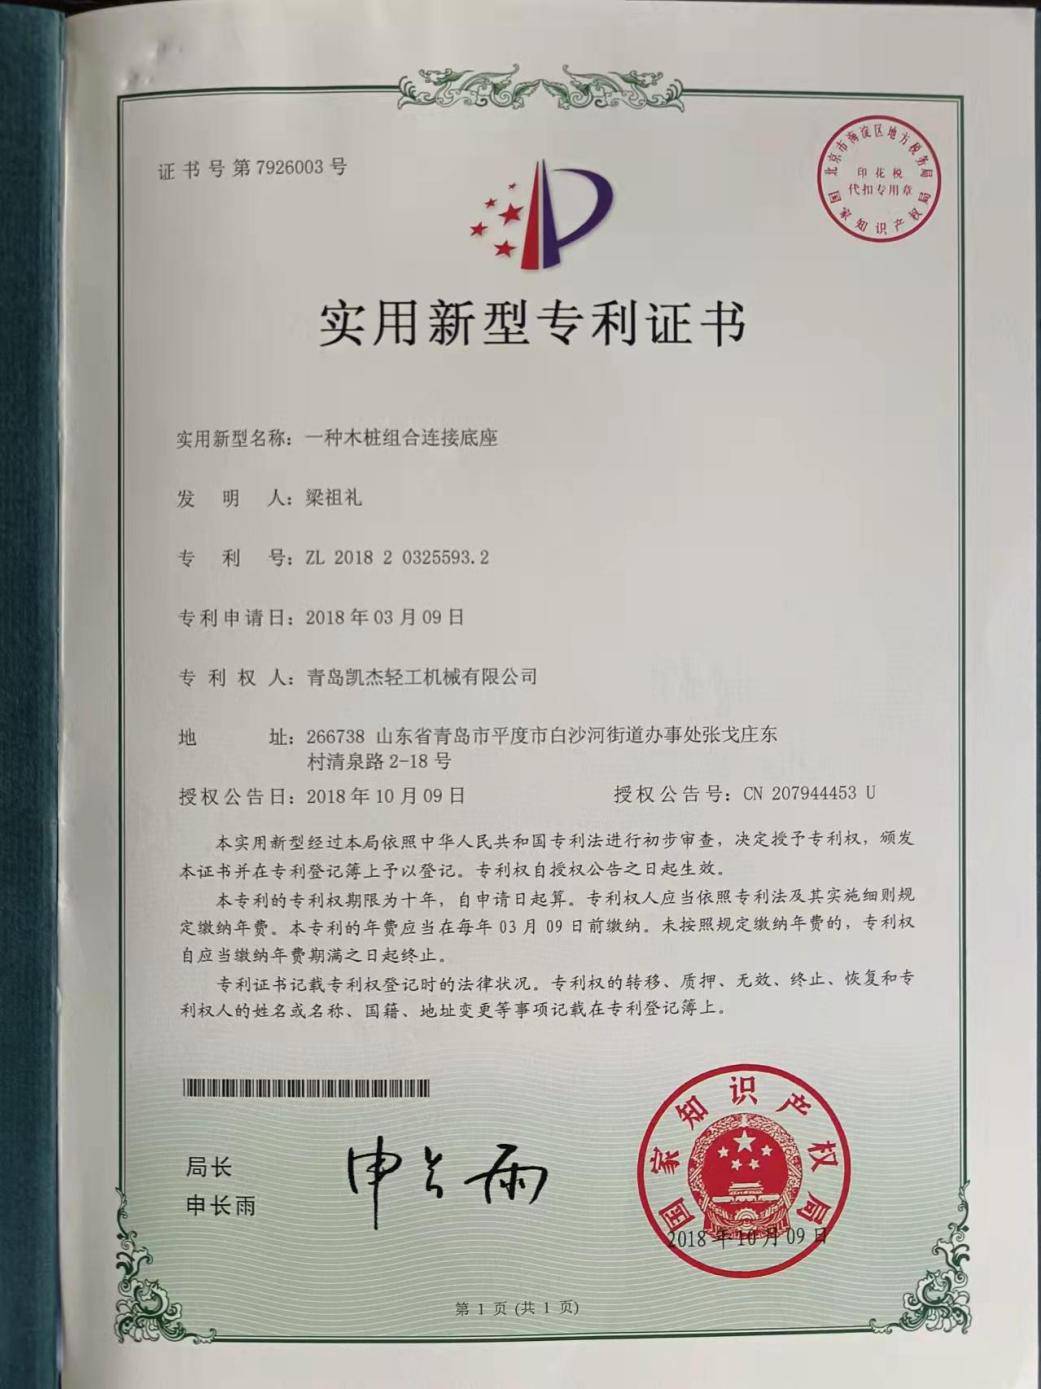 证书号第7926003号
北京市海淀区地方税务局
印花税
代扣专用章
国家知识产权局
实用新型专利证书
实用新型名称：一种木桩组合连接底座
发明人：梁祖礼
专利号：ZL 2018 2 0325593.2
专利申请日：2018年03月09日
专利权人：青岛凯杰轻工机械有限公司
地址：266738 山东省青岛市平度市白沙河街道办事处张戈庄东
村清泉路2-18号
授权公告日：2018年10月09日 授权公告号：CN 207944453 U
本实用新型经过本局依照中华人民共和国专利法进行初步审查，决定授予专利权，颁发
本证书并在专利登记簿上予以登记。专利权自授权公告之日起生效。
本专利的专利权期限为十年，自申请日起算。专利权人应当依照专利法及其实施细则规
定缴纳年费。本专利的年费应当在每年03月09日前缴纳。未按照规定缴纳年费的，专利权
自应当缴纳年费期满之日起终止。
专利证书记载专利权登记时的法律状况。专利权的转移、质押、无效、终止、恢复和专
利权人的姓名或名称、国籍、地址变更等事项记载在专利登记簿上。
局长
申长雨
申长雨
国家知识产权局
2018年10月09日
第1页(共1页)